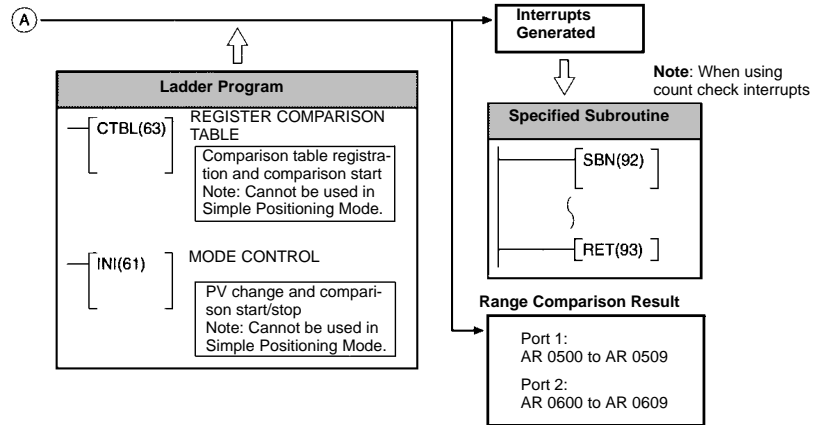 A
Interrupts
Generated
Note: When using
count check interrupts
Ladder Program
CTBL(63)
REGISTER COMPARISON
TABLE
Comparison table registra-
tion and comparison start
Note: Cannot be used in
Simple Positioning Mode.
INI(61)
MODE CONTROL
PV change and compari-
son start/stop
Note: Cannot be used in
Simple Positioning Mode.
Specified Subroutine
SBN(92)
RET(93)
Range Comparison Result
Port 1:
AR 0500 to AR 0509
Port 2:
AR 0600 to AR 0609